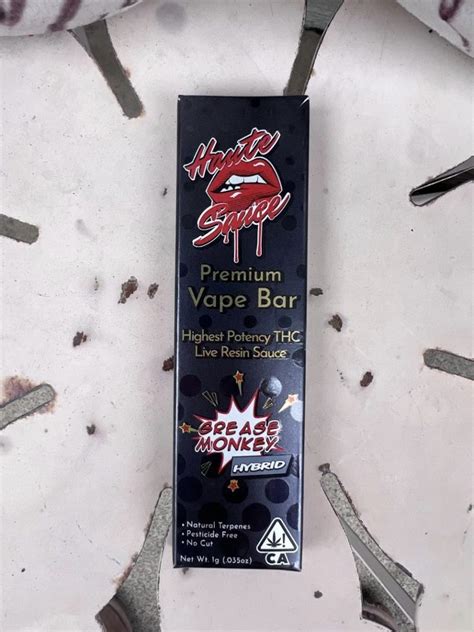 Haute
Sauce
Premium
Vape Bar
Highest Potency THC
Live Resin Sauce
GREASE
MONKEY
HYBRID
• Natural Terpenes
• Pesticide Free
• No Cut
Net Wt. 1g (.035oz)
!
CA